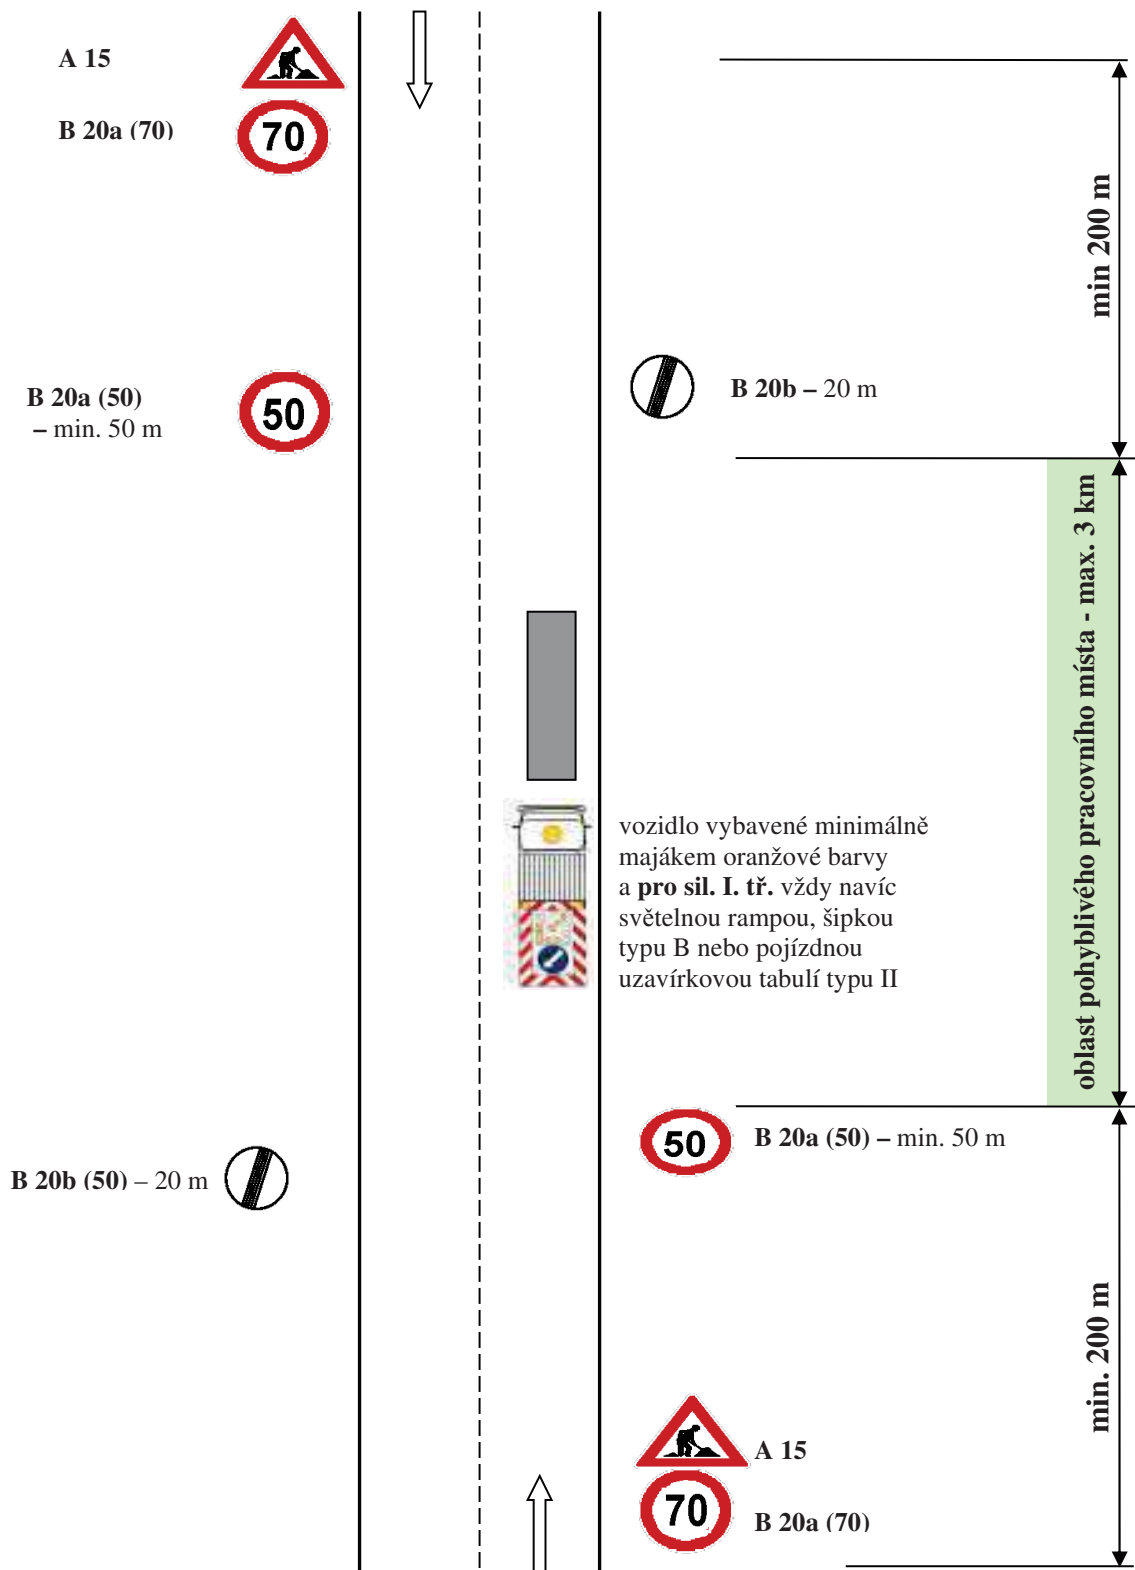 A 15
B 20a (70)
70
min 200 m
B 20a (50)
– min. 50 m
50
B 20b – 20 m
oblast pohyblivého pracovního místa - max. 3 km
vozidlo vybavené minimálně
majákem oranžové barvy
a pro sil. I. tř. vždy navíc
světelnou rampou, šipkou
typu B nebo pojízdnou
uzavírkovou tabulí typu II
50
B 20a (50) – min. 50 m
B 20b (50) – 20 m
min. 200 m
A 15
70
B 20a (70)